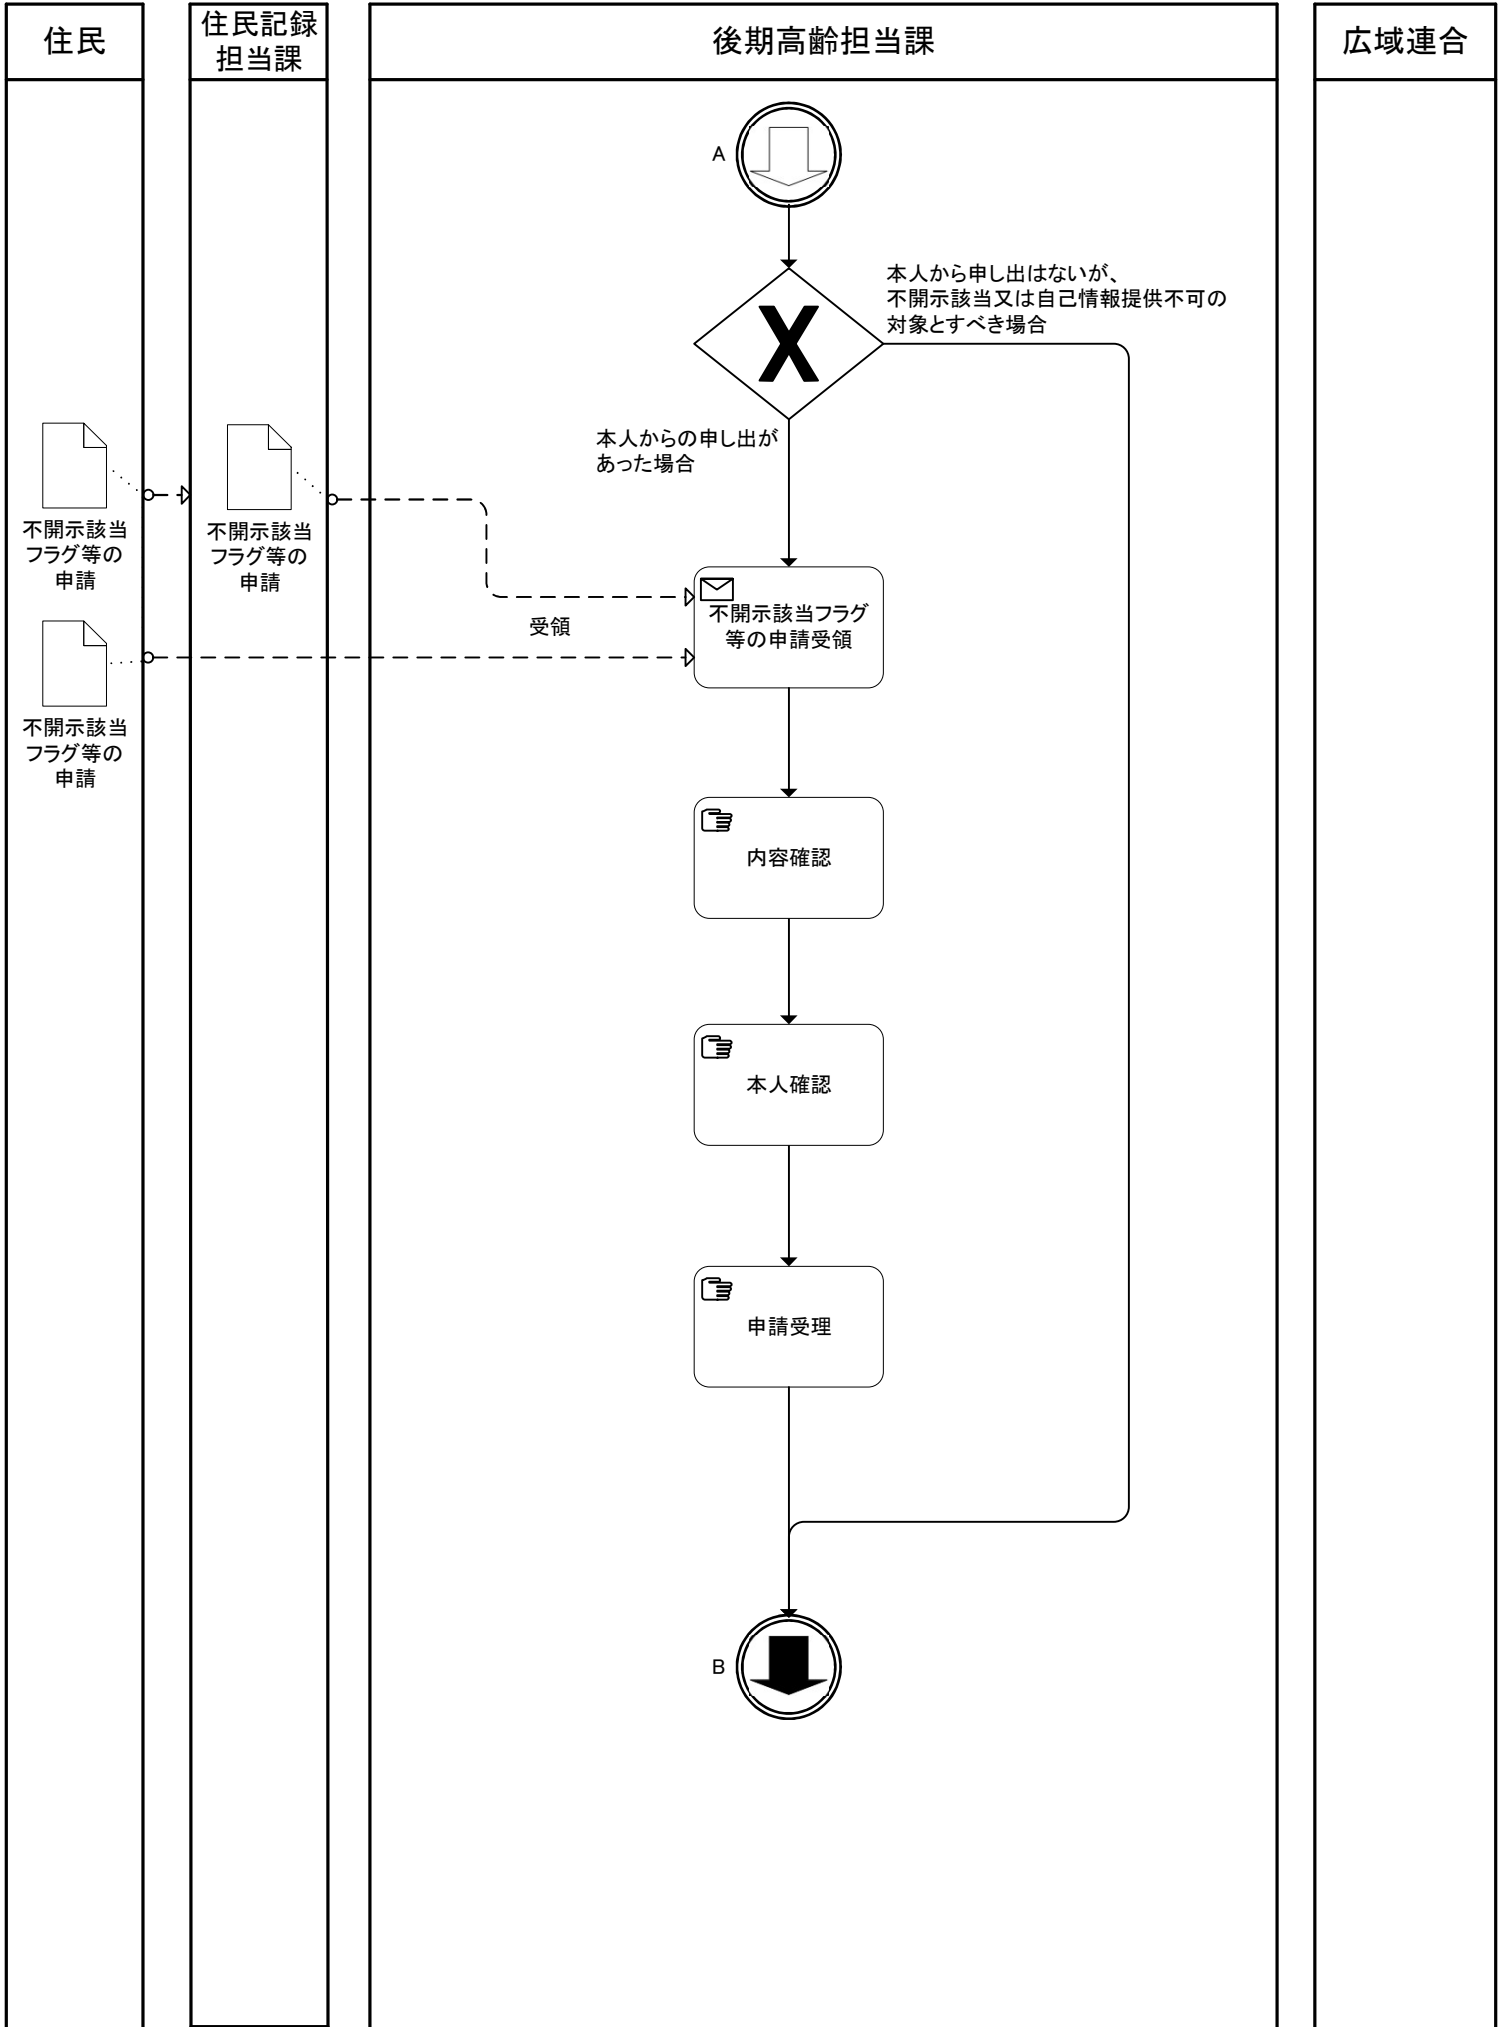 住民
住民記録
担当課
後期高齢担当課
広域連合
A
本人から申し出はないが、
不開示該当又は自己情報提供不可の
対象とすべき場合
X
本人からの申し出が
あった場合
不開示該当
フラグ等の
申請
不開示該当
フラグ等の
申請
受領
不開示該当フラグ
等の申請受領
不開示該当
フラグ等の
申請
内容確認
本人確認
申請受理
B